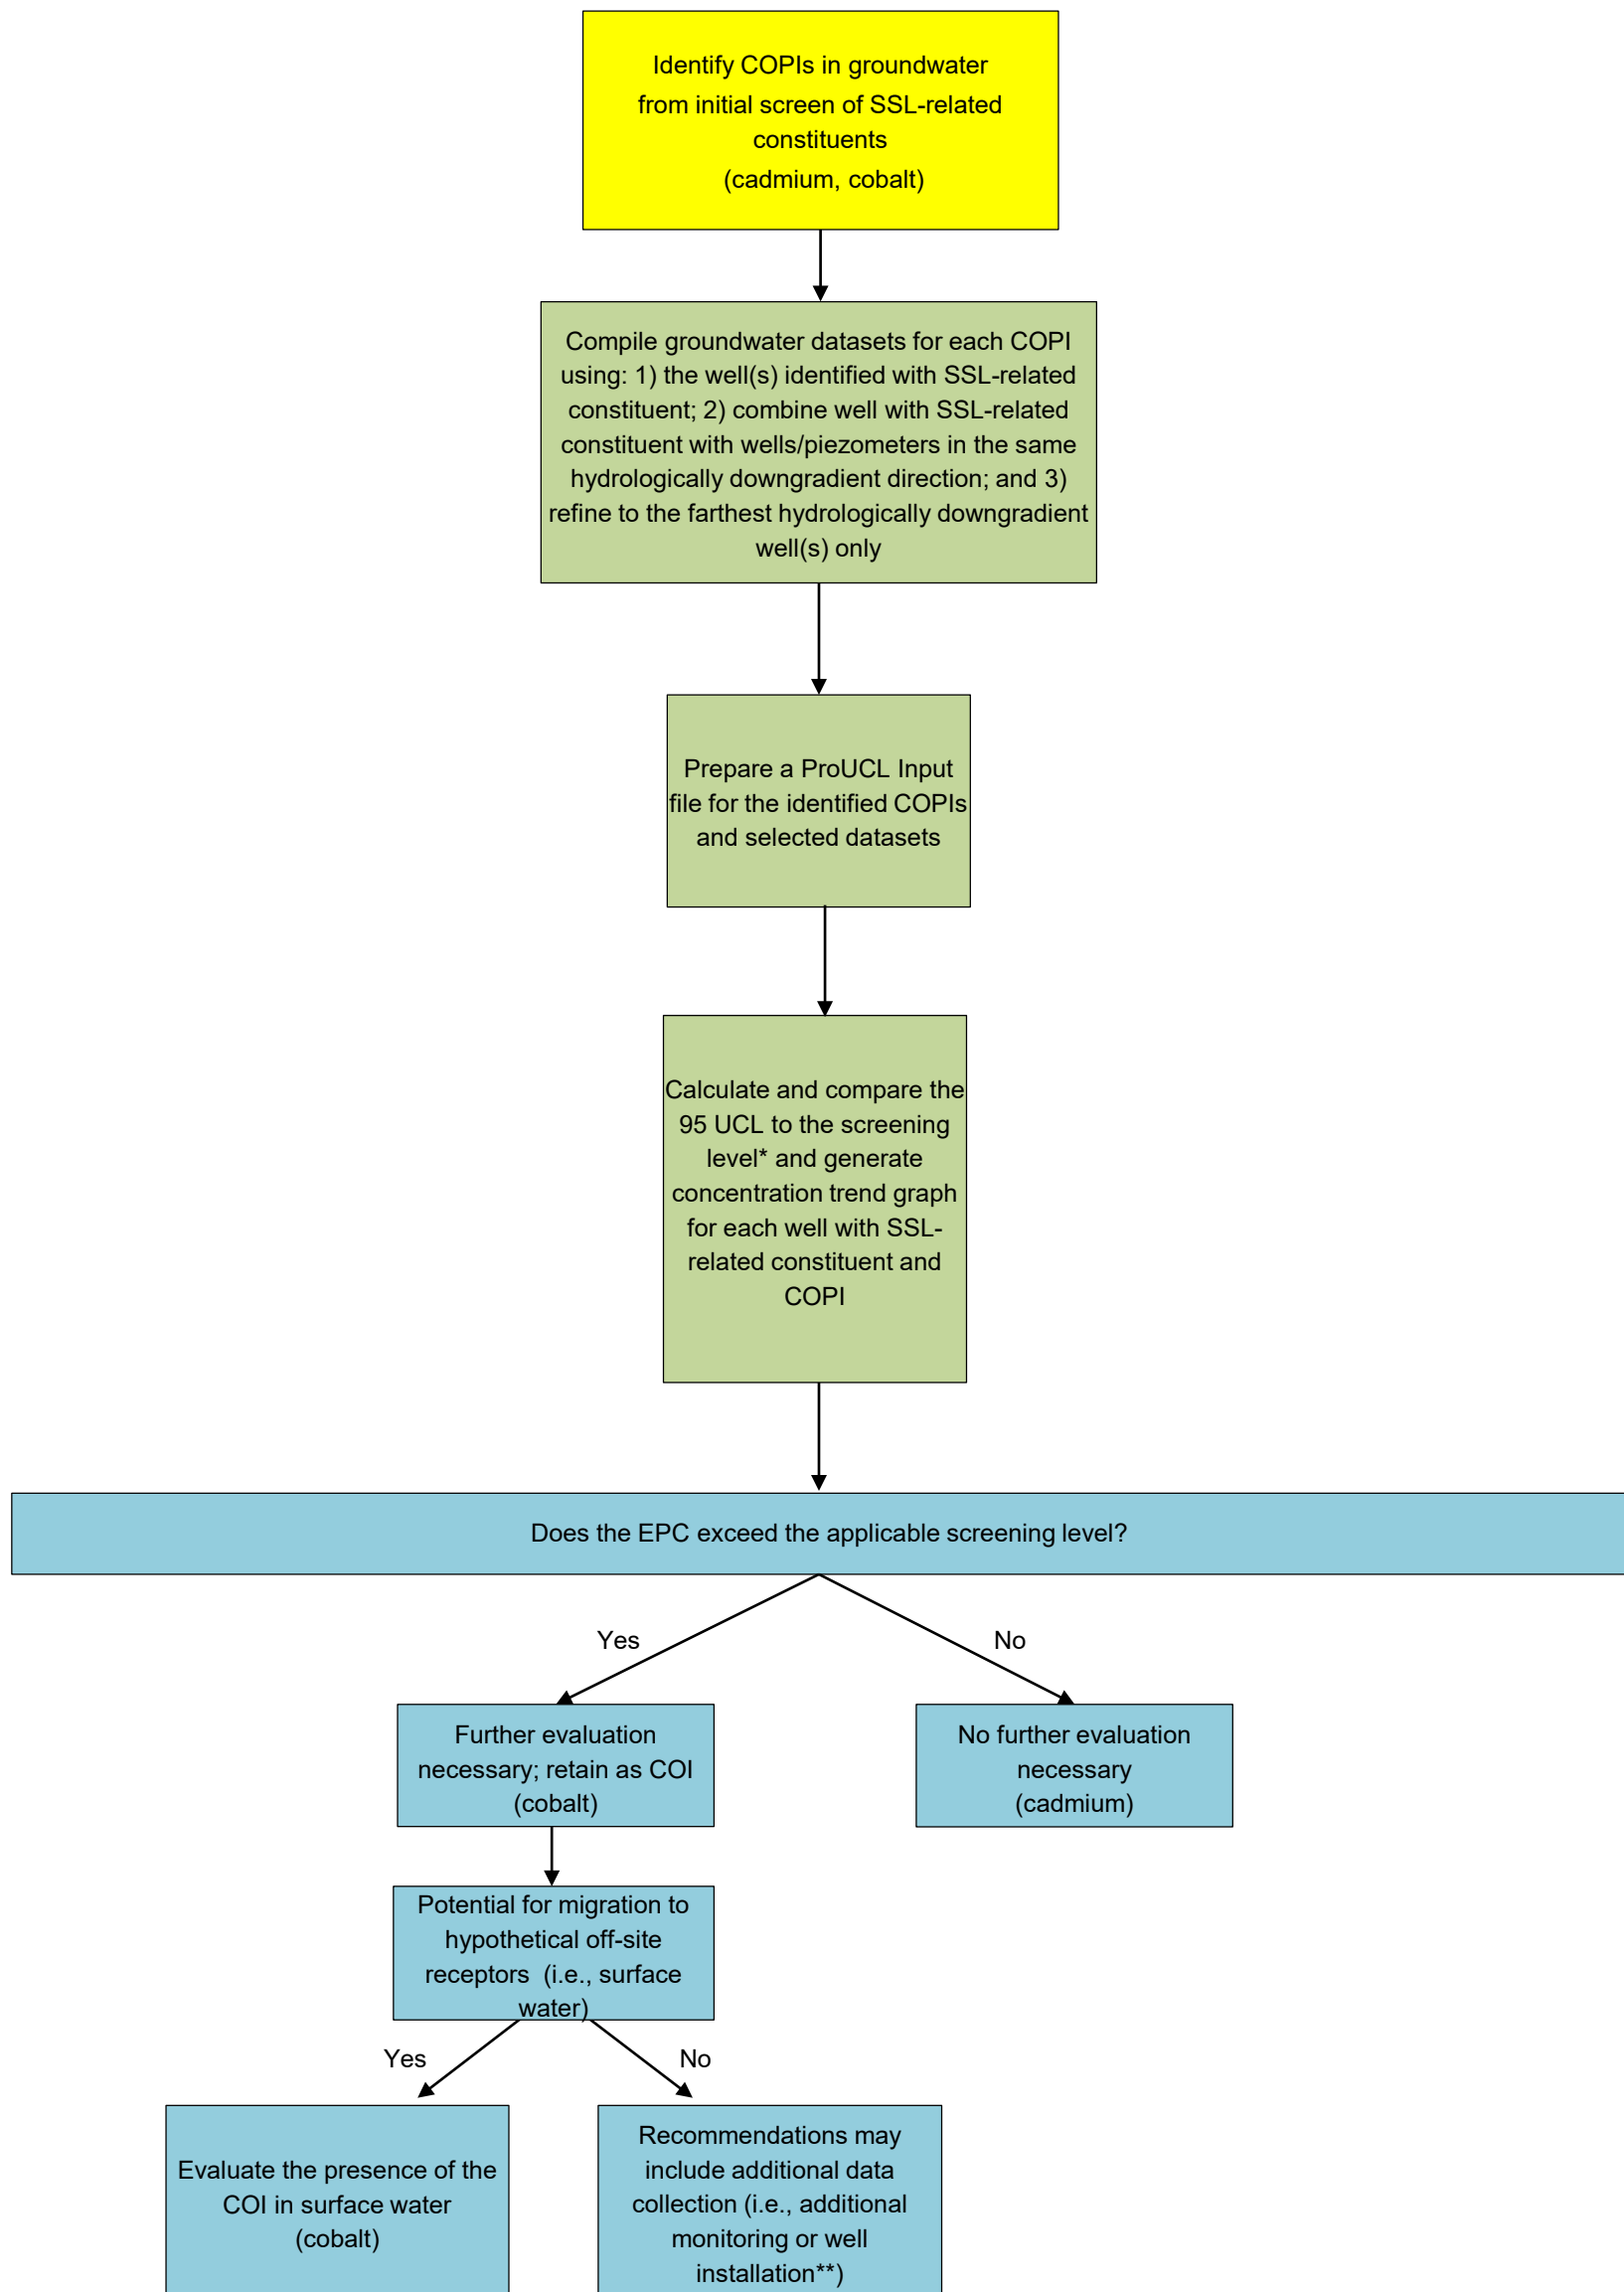 Identify COPIs in groundwater
from initial screen of SSL-related
constituents
(cadmium, cobalt)
Compile groundwater datasets for each COPI
using: 1) the well(s) identified with SSL-related
constituent; 2) combine well with SSL-related
constituent with wells/piezometers in the same
hydrologically downgradient direction; and 3)
refine to the farthest hydrologically downgradient
well(s) only
Prepare a ProUCL Input
file for the identified COPIs
and selected datasets
Calculate and compare the
95 UCL to the screening
level* and generate
concentration trend graph
for each well with SSL-
related constituent and
COPI
Does the EPC exceed the applicable screening level?
Yes
No
Further evaluation
necessary; retain as COI
(cobalt)
No further evaluation
necessary
(cadmium)
Potential for migration to
hypothetical off-site
receptors (i.e., surface
water)
Yes
No
Evaluate the presence of the
COI in surface water
(cobalt)
Recommendations may
include additional data
collection (i.e., additional
monitoring or well
installation**)